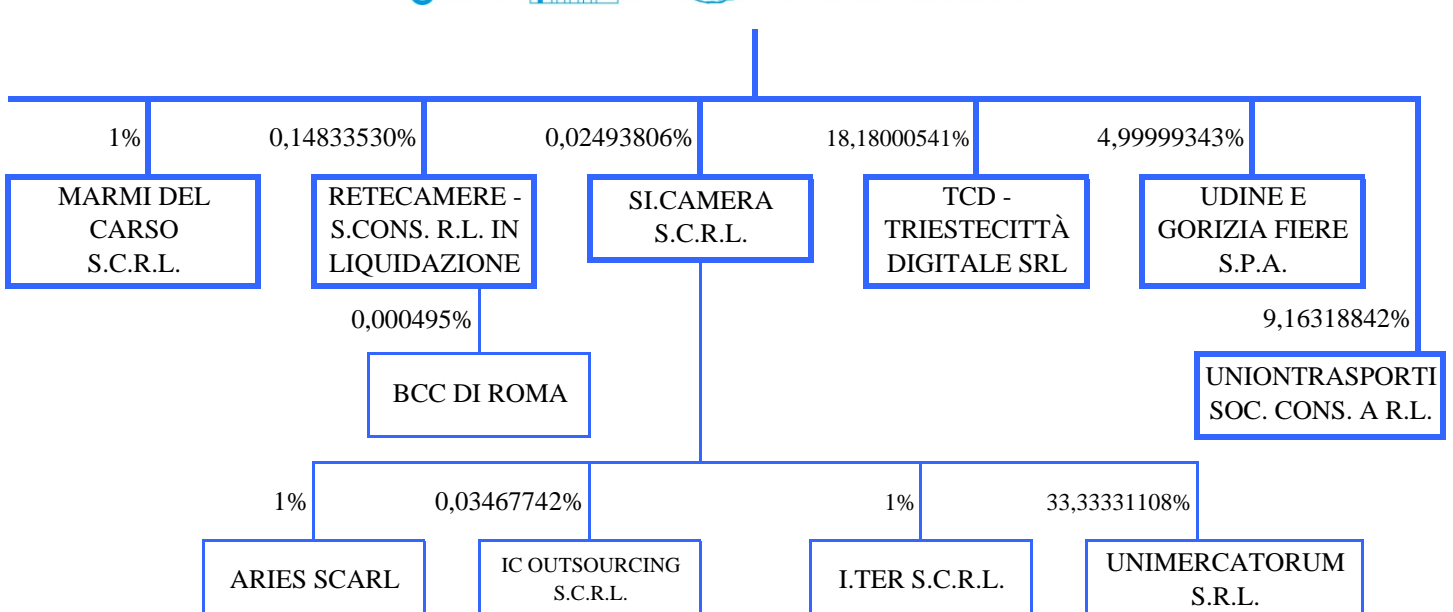 1%
0,14833530%
0,02493806%
18,18000541%
4,99999343%
MARMI DEL
CARSO
S.C.R.L.
RETECAMERE -
S.CONS. R.L. IN
LIQUIDAZIONE
SI.CAMERA
S.C.R.L.
TCD -
TRIESTECITTÀ
DIGITALE SRL
UDINE E
GORIZIA FIERE
S.P.A.
0,000495%
9,16318842%
BCC DI ROMA
UNIONTRASPORTI
SOC. CONS. A R.L.
1%
0,03467742%
1%
33,33331108%
ARIES SCARL
IC OUTSOURCING
S.C.R.L.
I.TER S.C.R.L.
UNIMERCATORUM
S.R.L.